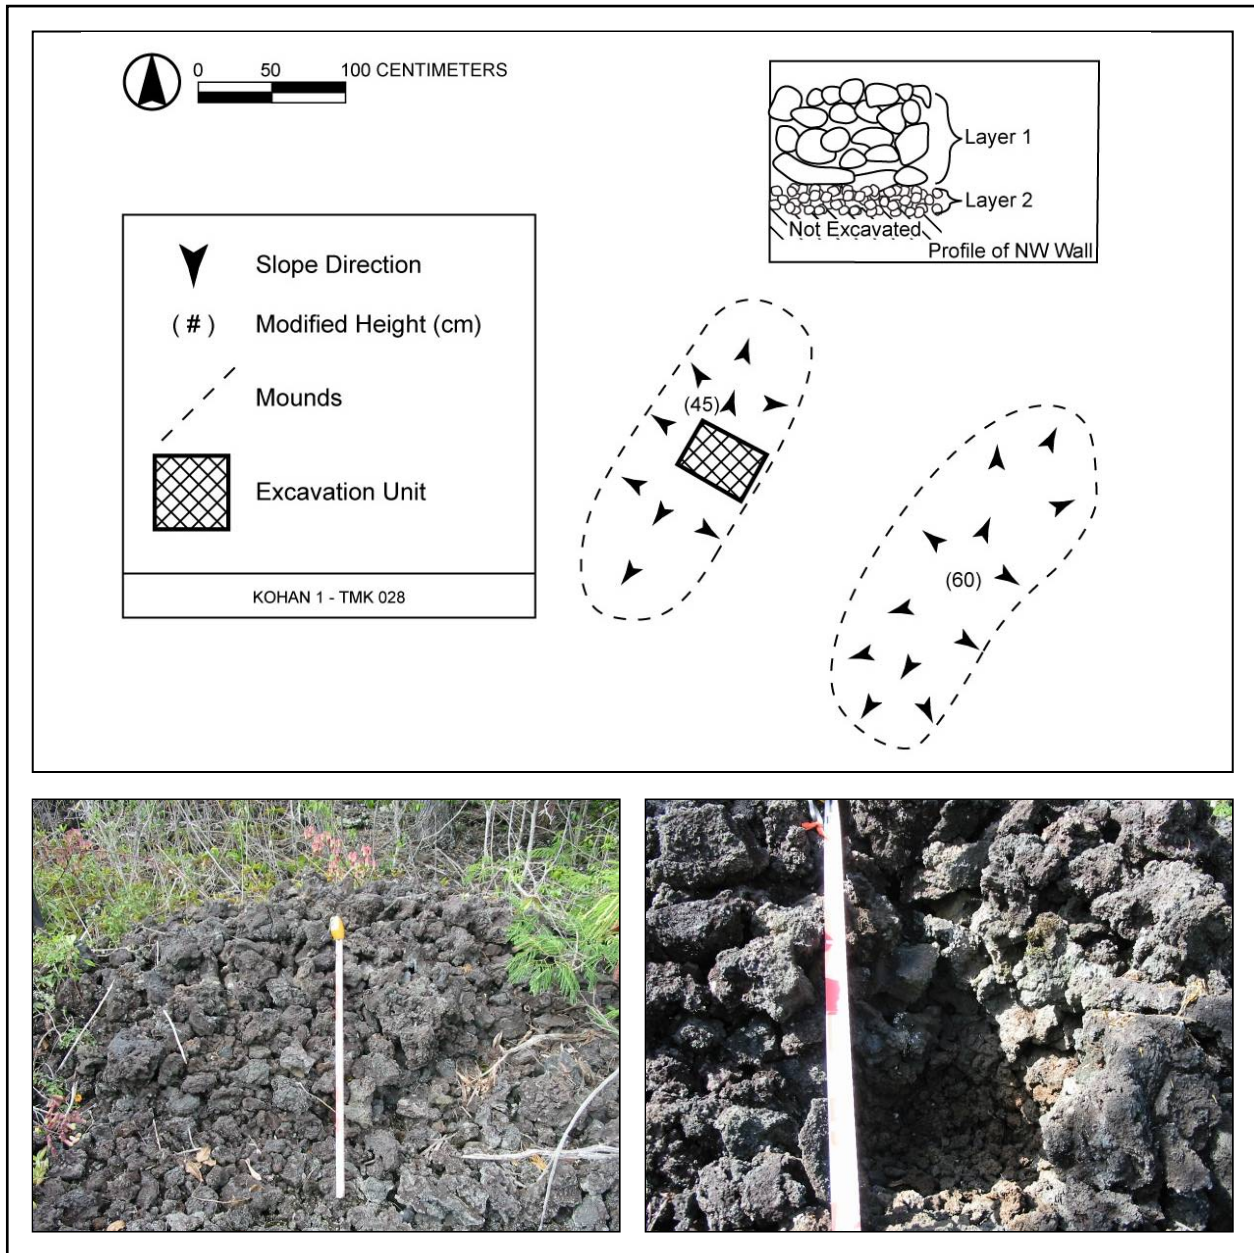 0 50 100 CENTIMETERS
Layer 1
Layer 2
Not Excavated
Profile of NW Wall
Slope Direction
(#) Modified Height (cm)
Mounds
Excavation Unit
KOHAN 1 - TMK 028
(45)
(60)